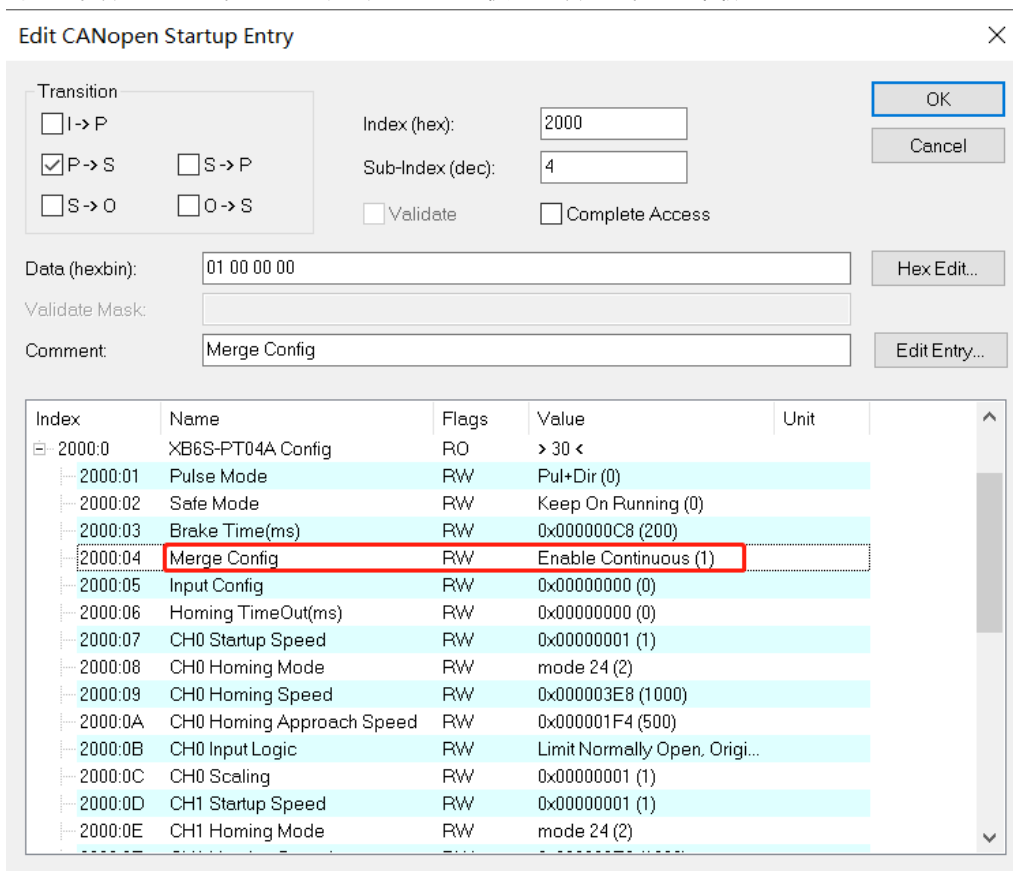 Edit CANopen Startup Entry
Transition
I -> P
P -> S
S -> P
S -> O
O -> S
Index (hex):
2000
Sub-Index (dec):
4
Validate
Complete Access
OK
Cancel
Data (hexbin):
01 00 00 00
Hex Edit...
Validate Mask:
Comment:
Merge Config
Edit Entry...
Index Name Flags Value Unit
2000:0 XB6S-PT04A Config RO > 30 <
2000:01 Pulse Mode RW Pul+Dir (0)
2000:02 Safe Mode RW Keep On Running (0)
2000:03 Brake Time(ms) RW 0x000000C8 (200)
2000:04 Merge Config RW Enable Continuous (1)
2000:05 Input Config RW 0x00000000 (0)
2000:06 Homing TimeOut(ms) RW 0x00000000 (0)
2000:07 CH0 Startup Speed RW 0x00000001 (1)
2000:08 CH0 Homing Mode RW mode 24 (2)
2000:09 CH0 Homing Speed RW 0x000003E8 (1000)
2000:0A CH0 Homing Approach Speed RW 0x000001F4 (500)
2000:0B CH0 Input Logic RW Limit Normally Open, Origi...
2000:0C CH0 Scaling RW 0x00000001 (1)
2000:0D CH1 Startup Speed RW 0x00000001 (1)
2000:0E CH1 Homing Mode RW mode 24 (2)